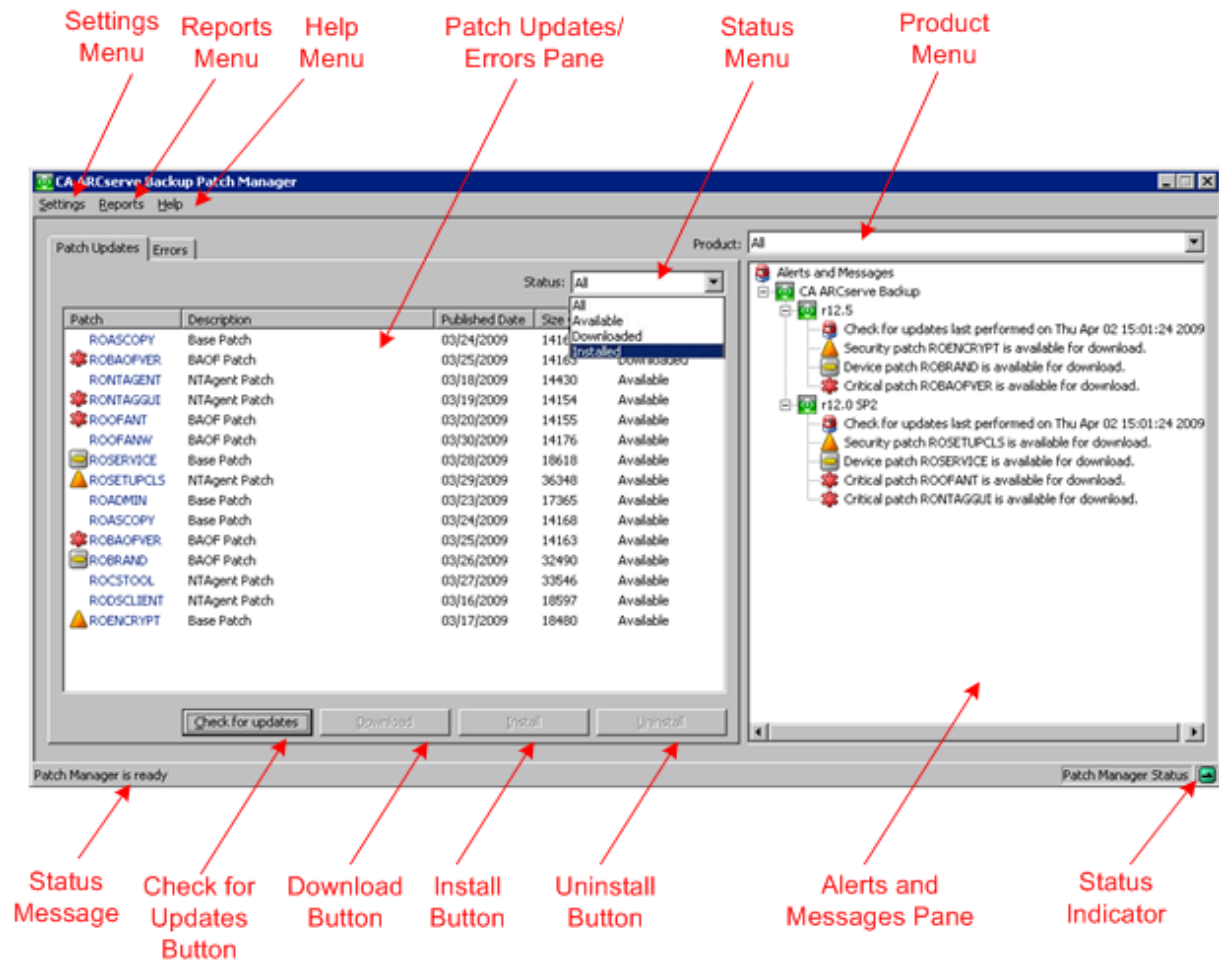 Settings Menu
Reports Menu
Help Menu
Patch Updates/ Errors Pane
Status Menu
Product Menu
CA ARCserve Backup Patch Manager
Settings Reports Help
Patch Updates Errors
Product: All
Status: All
All
Available
Downloaded
Installed
Patch Description Published Date Size
ROASCOPY Base Patch 03/24/2009
ROBAOFVER BAOF Patch 03/25/2009 14163 Downloaded
RONTAGENT NTAgent Patch 03/18/2009 14430 Available
RONTAGGUI NTAgent Patch 03/19/2009 14154 Available
ROOFANT BAOF Patch 03/20/2009 14155 Available
ROOFANW BAOF Patch 03/30/2009 14176 Available
ROSERVICE Base Patch 03/28/2009 18618 Available
ROSETUPCLS NTAgent Patch 03/29/2009 36348 Available
ROADMIN Base Patch 03/23/2009 17365 Available
ROASCOPY Base Patch 03/24/2009 14168 Available
ROBAOFVER BAOF Patch 03/25/2009 14163 Available
ROBRAND BAOF Patch 03/26/2009 32490 Available
ROCSTOOL NTAgent Patch 03/27/2009 33546 Available
RODSCLIENT NTAgent Patch 03/16/2009 18597 Available
ROENCRYPT Base Patch 03/17/2009 18480 Available
Alerts and Messages
CA ARCserve Backup
r12.5
Check for updates last performed on Thu Apr 02 15:01:24 2009
Security patch ROENCRYPT is available for download.
Device patch ROBRAND is available for download.
Critical patch ROBAOFVER is available for download.
r12.0 SP2
Check for updates last performed on Thu Apr 02 15:01:24 2009
Security patch ROSETUPCLS is available for download.
Device patch ROSERVICE is available for download.
Critical patch ROOFANT is available for download.
Critical patch RONTAGGUI is available for download.
Check for updates Download Install Uninstall
Patch Manager is ready
Patch Manager Status
Status Message
Check for Updates Button
Download Button
Install Button
Uninstall Button
Alerts and Messages Pane
Status Indicator